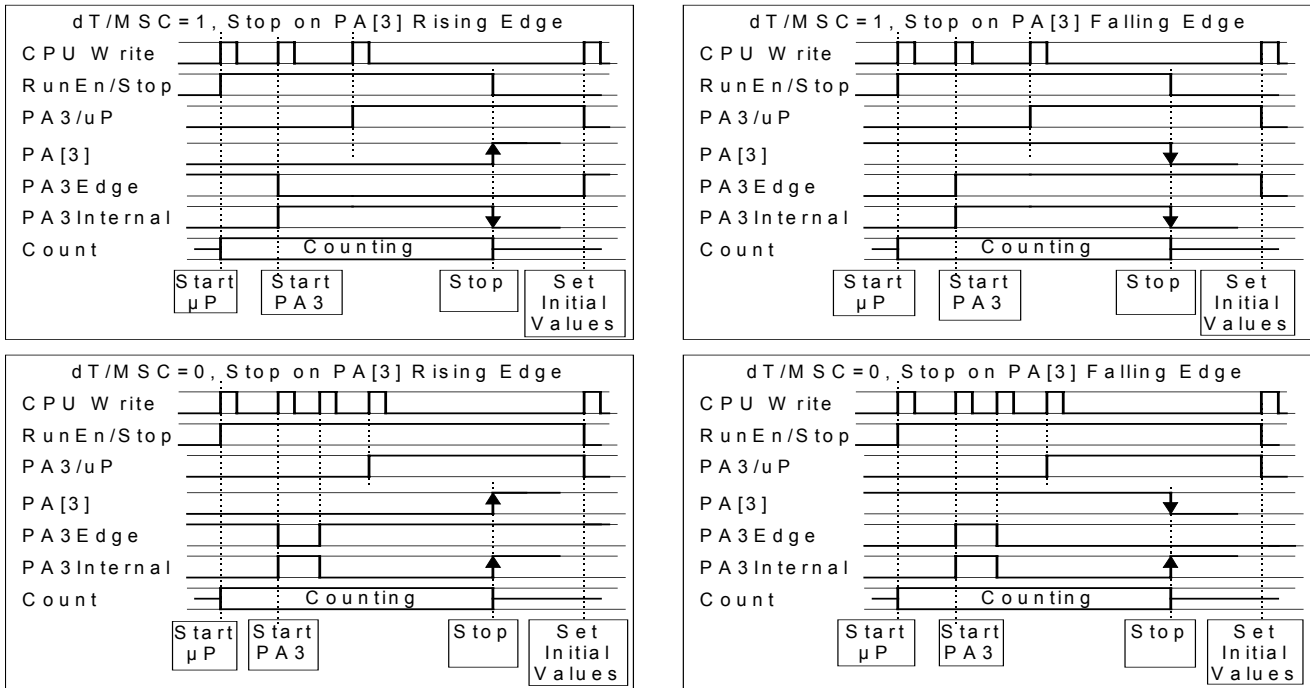 dT/MSC=1, Stop on PA[3] Rising Edge
CPU Write
RunEn/Stop
PA3/uP
PA[3]
PA3Edge
PA3Internal
Count
Counting
Start
µP
Start
PA3
Stop
Set
Initial
Values
dT/MSC=1, Stop on PA[3] Falling Edge
CPU Write
RunEn/Stop
PA3/uP
PA[3]
PA3Edge
PA3Internal
Count
Counting
Start
µP
Start
PA3
Stop
Set
Initial
Values
dT/MSC=0, Stop on PA[3] Rising Edge
CPU Write
RunEn/Stop
PA3/uP
PA[3]
PA3Edge
PA3Internal
Count
Counting
Start
µP
Start
PA3
Stop
Set
Initial
Values
dT/MSC=0, Stop on PA[3] Falling Edge
CPU Write
RunEn/Stop
PA3/uP
PA[3]
PA3Edge
PA3Internal
Count
Counting
Start
µP
Start
PA3
Stop
Set
Initial
Values